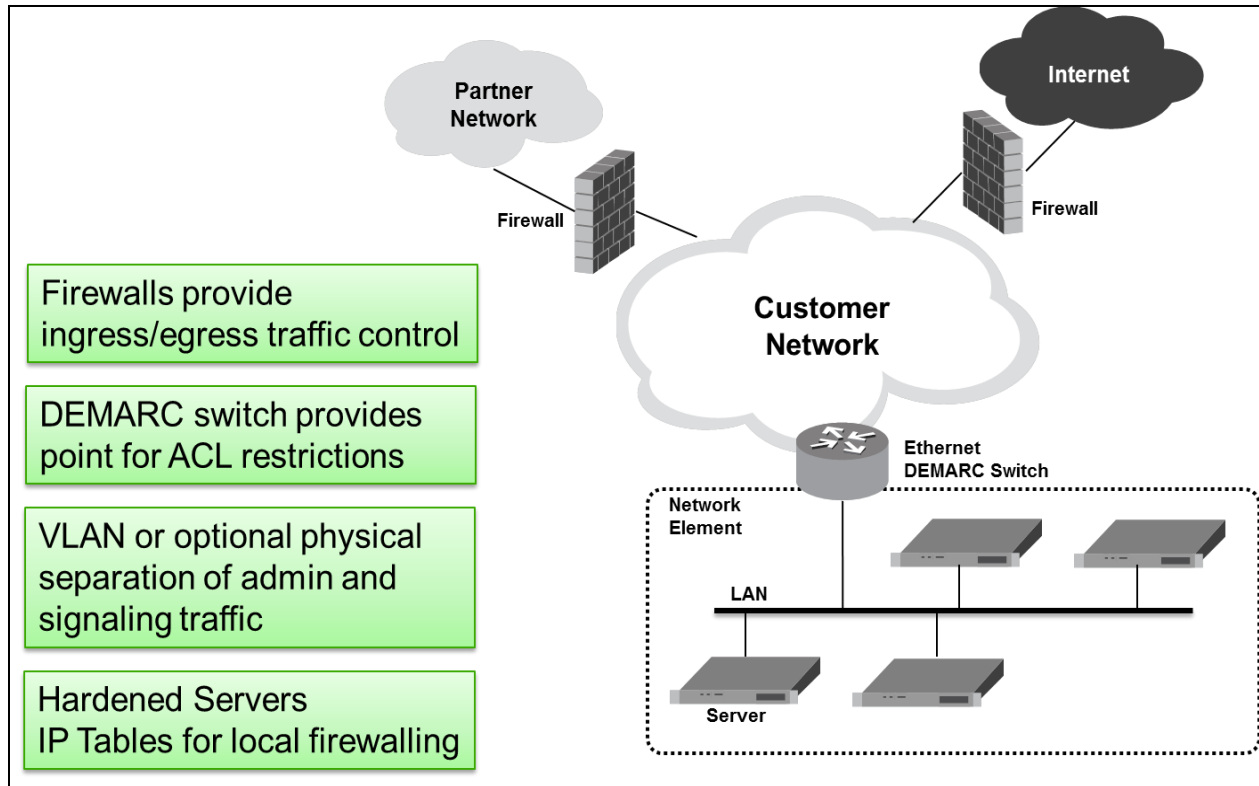 Partner
Network
Internet
Firewall
Firewall
Firewalls provide
ingress/egress traffic control
Customer
Network
DEMARC switch provides
point for ACL restrictions
Ethernet
DEMARC Switch
Network
Element
VLAN or optional physical
separation of admin and
signaling traffic
LAN
Hardened Servers
IP Tables for local firewalling
Server